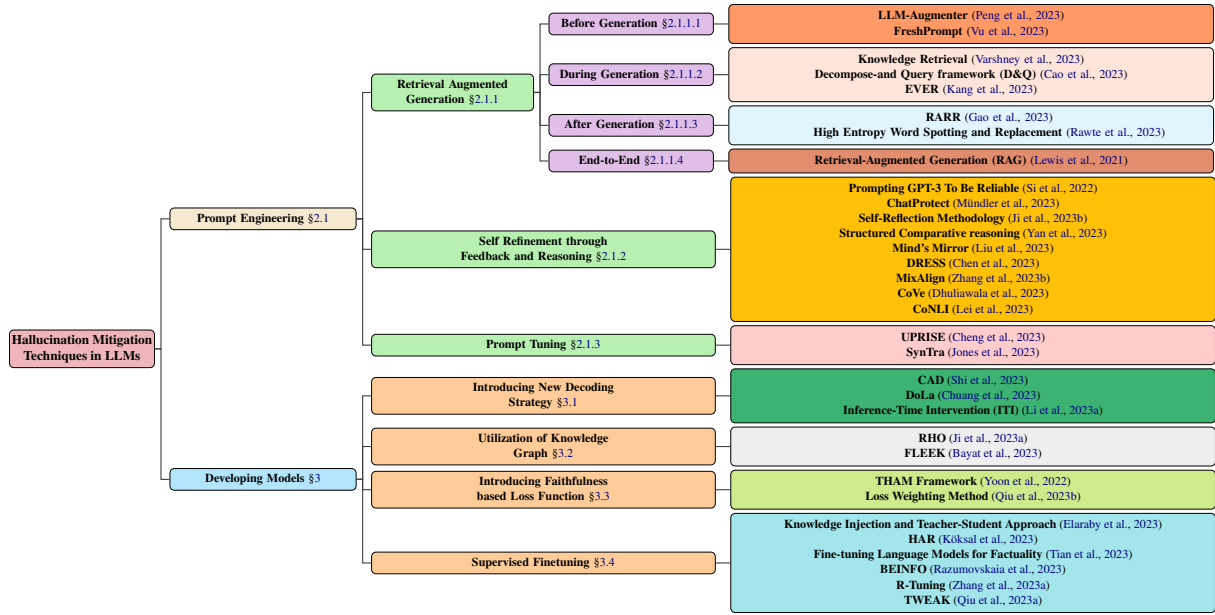 Hallucination Mitigation
Techniques in LLMs
Prompt Engineering §2.1
Retrieval Augmented
Generation §2.1.1
Before Generation §2.1.1.1
LLM-Augmenter (Peng et al., 2023)
FreshPrompt (Vu et al., 2023)
During Generation §2.1.1.2
Knowledge Retrieval (Varshney et al., 2023)
Decompose-and Query framework (D&Q) (Cao et al., 2023)
EVER (Kang et al., 2023)
After Generation §2.1.1.3
RARR (Gao et al., 2023)
High Entropy Word Spotting and Replacement (Rawte et al., 2023)
End-to-End §2.1.1.4
Retrieval-Augmented Generation (RAG) (Lewis et al., 2021)
Self Refinement through
Feedback and Reasoning §2.1.2
Prompting GPT-3 To Be Reliable (Si et al., 2022)
ChatProtect (Mündler et al., 2023)
Self-Reflection Methodology (Ji et al., 2023b)
Structured Comparative reasoning (Yan et al., 2023)
Mind's Mirror (Liu et al., 2023)
DRESS (Chen et al., 2023)
MixAlign (Zhang et al., 2023b)
CoVe (Dhuliawala et al., 2023)
CoNLI (Lei et al., 2023)
Prompt Tuning §2.1.3
UPRISE (Cheng et al., 2023)
SynTra (Jones et al., 2023)
Developing Models §3
Introducing New Decoding
Strategy §3.1
CAD (Shi et al., 2023)
DoLa (Chuang et al., 2023)
Inference-Time Intervention (ITI) (Li et al., 2023a)
Utilization of Knowledge
Graph §3.2
RHO (Ji et al., 2023a)
FLEEK (Bayat et al., 2023)
Introducing Faithfulness
based Loss Function §3.3
THAM Framework (Yoon et al., 2022)
Loss Weighting Method (Qiu et al., 2023b)
Supervised Finetuning §3.4
Knowledge Injection and Teacher-Student Approach (Elaraby et al., 2023)
HAR (Köksal et al., 2023)
Fine-tuning Language Models for Factuality (Tian et al., 2023)
BEINFO (Razumovskaia et al., 2023)
R-Tuning (Zhang et al., 2023a)
TWEAK (Qiu et al., 2023a)